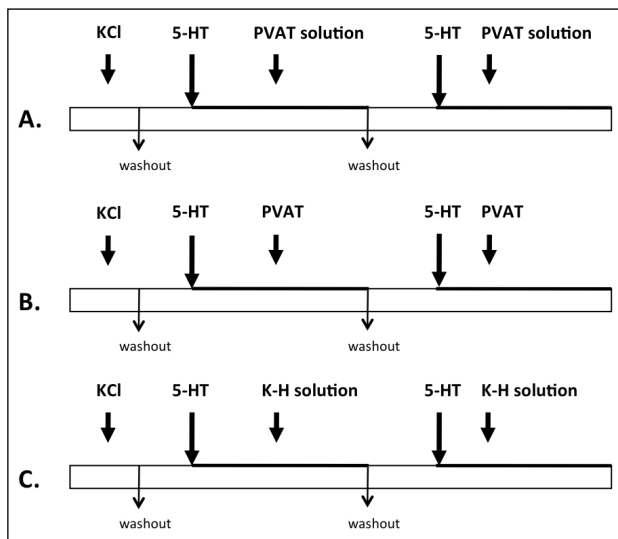 KCl 5-HT PVAT solution 5-HT PVAT solution
A.
washout washout
KCl 5-HT PVAT 5-HT PVAT
B.
washout washout
KCl 5-HT K-H solution 5-HT K-H solution
C.
washout washout